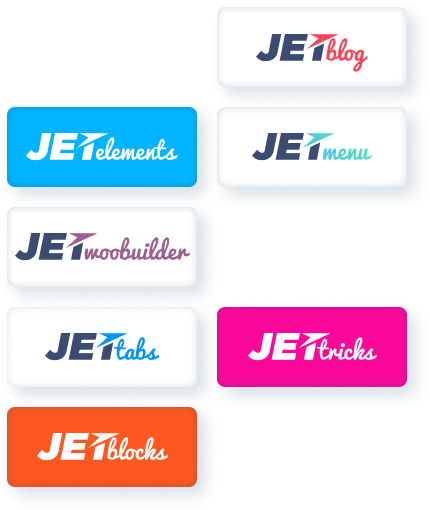 JETblog
JETelements
JETmenu
JETwoobuilder
JETtabs
JETtricks
JETblocks